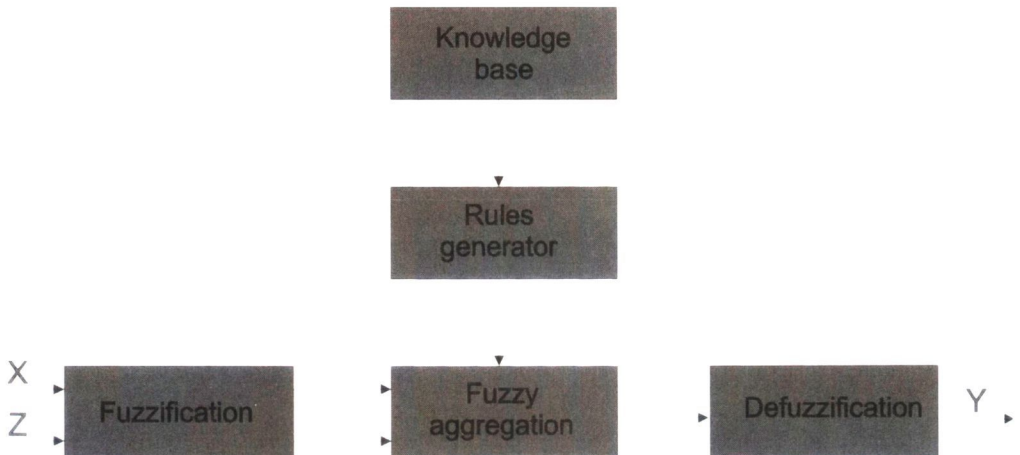 Knowledge
base
Rules
generator
X
Z
Fuzzification
Fuzzy
aggregation
Defuzzification
Y